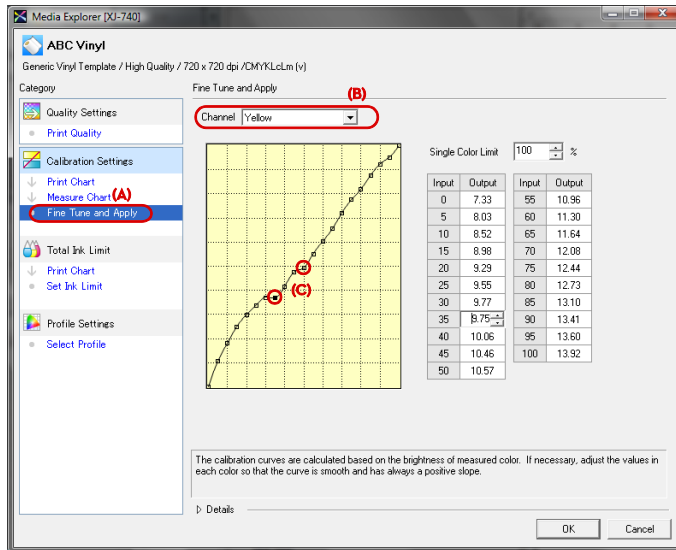 Media Explorer [XJ-740]
ABC Vinyl
Generic Vinyl Template / High Quality / 720 x 720 dpi /CMYKLcLm (v)
Category
Quality Settings
Print Quality
Calibration Settings
Print Chart
Measure Chart (A)
Fine Tune and Apply
Total Ink Limit
Print Chart
Set Ink Limit
Profile Settings
Select Profile
Fine Tune and Apply
(B)
Channel Yellow
(C)
Single Color Limit 100 %
Input Output Input Output
0 7.33 55 10.96
5 8.03 60 11.30
10 8.52 65 11.64
15 8.98 70 12.08
20 9.29 75 12.44
25 9.55 80 12.73
30 9.77 85 13.10
35 9.75 90 13.41
40 10.06 95 13.60
45 10.46 100 13.92
50 10.57
The calibration curves are calculated based on the brightness of measured color. If necessary, adjust the values in
each color so that the curve is smooth and has always a positive slope.
Details
OK Cancel